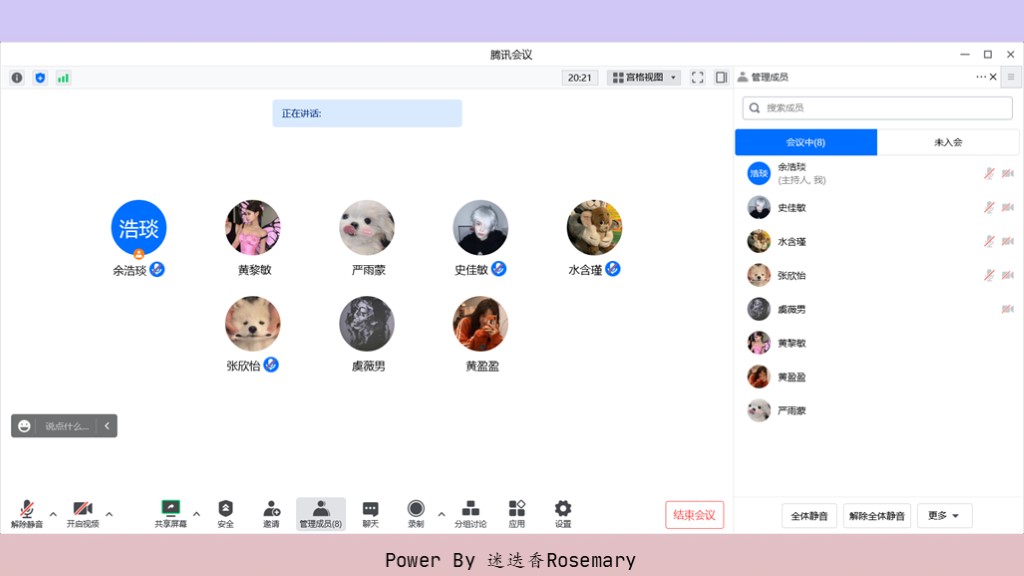 腾讯会议
20:21
宫格视图
管理成员
正在讲话:
搜索成员
会议中(8)
未入会
余浩琰
(主持人, 我)
史佳敏
水含瑾
张欣怡
虞薇男
黄黎敏
黄盈盈
严雨蒙
浩琰
浩琰
余浩琰
黄黎敏
严雨蒙
史佳敏
水含瑾
张欣怡
虞薇男
黄盈盈
说点什么...
解除静音
开启视频
共享屏幕
安全
邀请
管理成员(8)
聊天
录制
分组讨论
应用
设置
结束会议
全体静音
解除全体静音
更多
Power By 迷迭香Rosemary